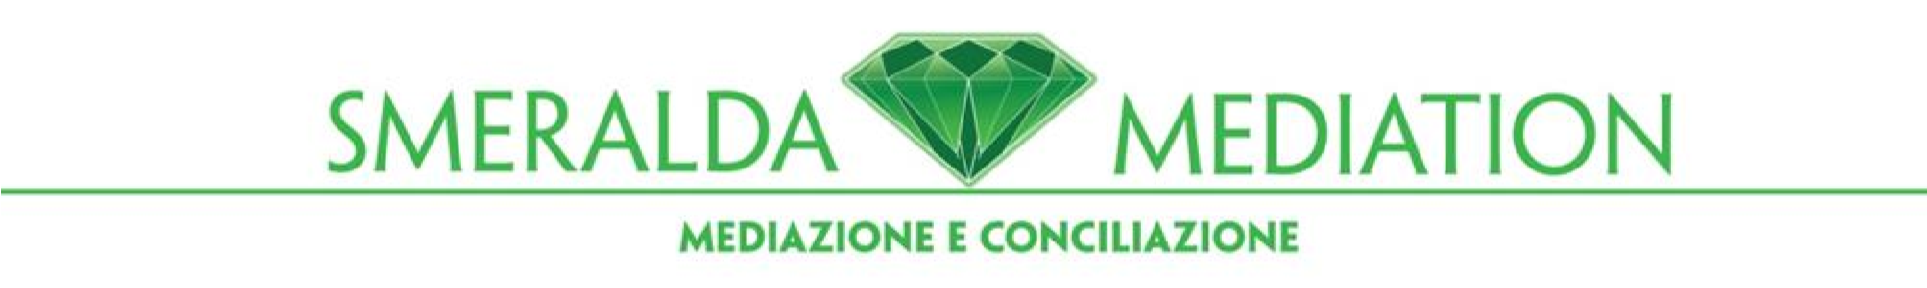 SMERALDA MEDIATION
MEDIAZIONE E CONCILIAZIONE